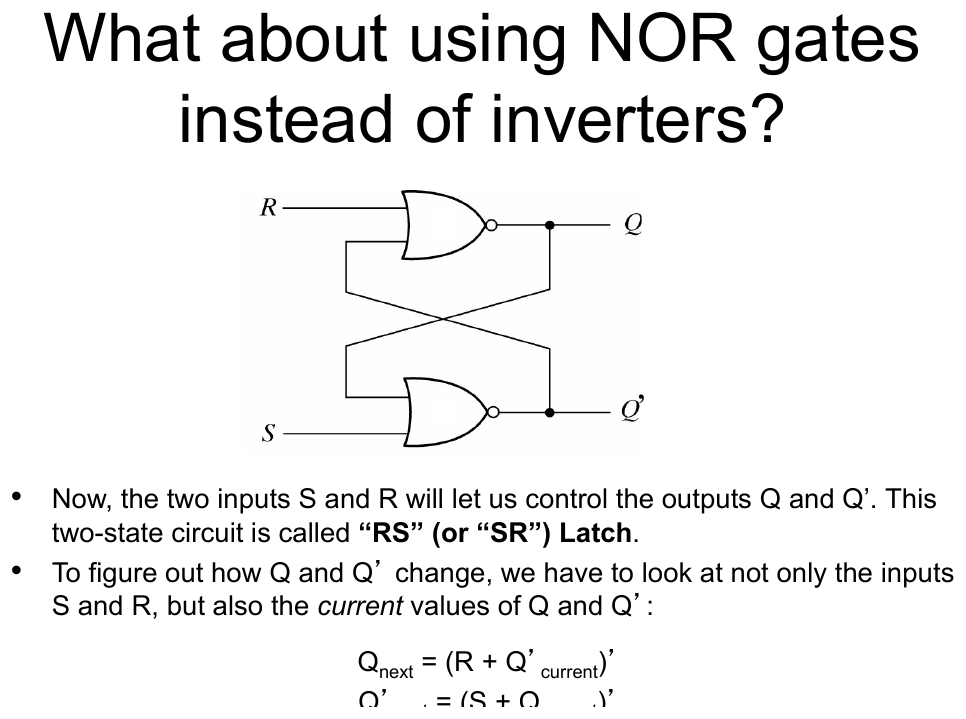 What about using NOR gates
instead of inverters?
R
Q
S
Q’
• Now, the two inputs S and R will let us control the outputs Q and Q’. This
two-state circuit is called “RS” (or “SR”) Latch.
• To figure out how Q and Q’ change, we have to look at not only the inputs
S and R, but also the current values of Q and Q’:
Qnext = (R + Q’current)’
Q’ = (S + Q )’